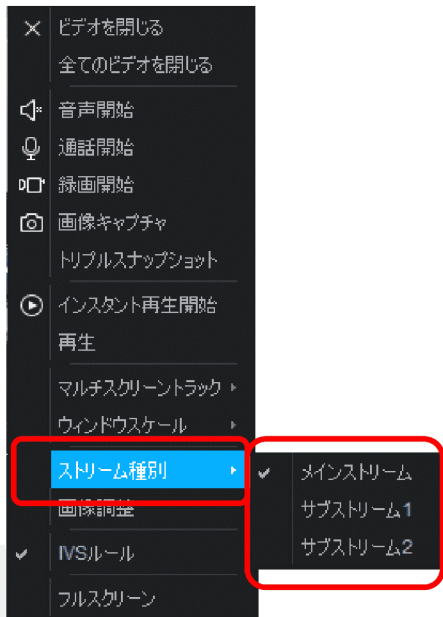 ビデオを閉じる
全てのビデオを閉じる
音声開始
通話開始
録画開始
画像キャプチャ
トリプルスナップショット
インスタント再生開始
再生
マルチスクリーントラック
ウィンドウスケール
ストリーム種別
画像調整
IVSルール
フルスクリーン
メインストリーム
サブストリーム1
サブストリーム2